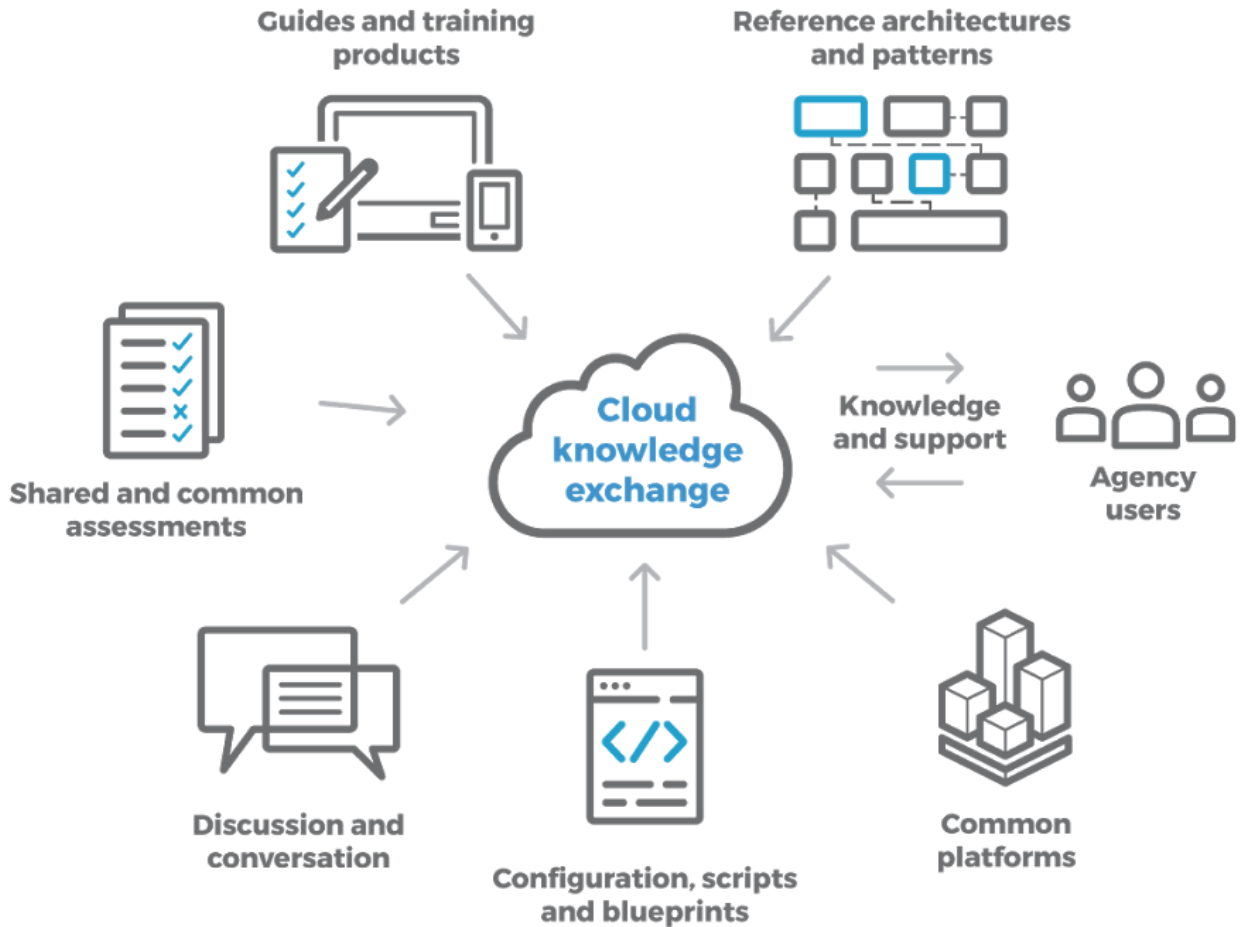 Guides and training
products
Reference architectures
and patterns
Cloud
knowledge
exchange
Knowledge
and support
Agency
users
Shared and common
assessments
Discussion and
conversation
Configuration, scripts
and blueprints
Common
platforms